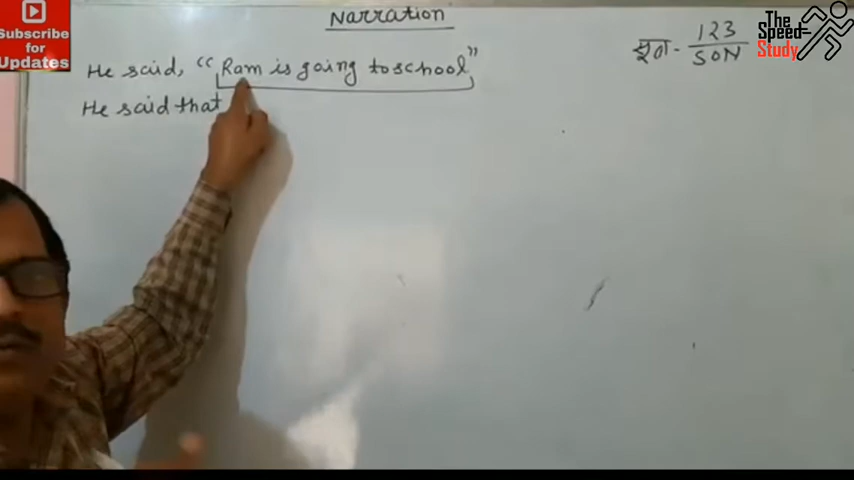 Narration
Subscribe
for
Updates
The
Speed-
Study
सूत्र - 123
SON
He said, "Ram is going to school"
He said that